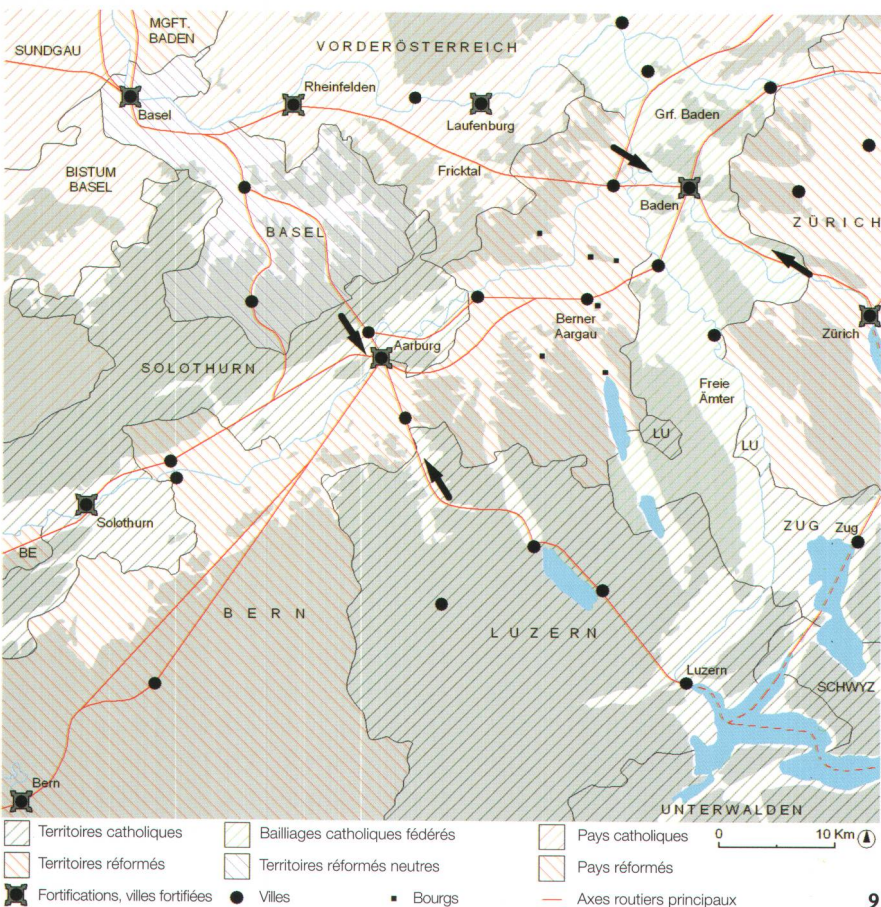 MGFT.
BADEN
SUNDGAU
VORDERÖSTERREICH
Rheinfelden
Basel
Laufenburg
Grf. Baden
BISTUM
BASEL
Fricktal
Baden
BASEL
ZÜRICH
Berner
Aargau
Zürich
Aarburg
SOLOTHURN
Freie
Ämter
LU
LU
Solothurn
ZUG
Zug
BE
BERN
LUZERN
Luzern
SCHWYZ
Bern
UNTERWALDEN
Territoires catholiques
Bailliages catholiques fédérés
Pays catholiques
0 10 Km
Territoires réformés
Territoires réformés neutres
Pays réformés
Fortifications, villes fortifiées
Villes
Bourgs
Axes routiers principaux
9